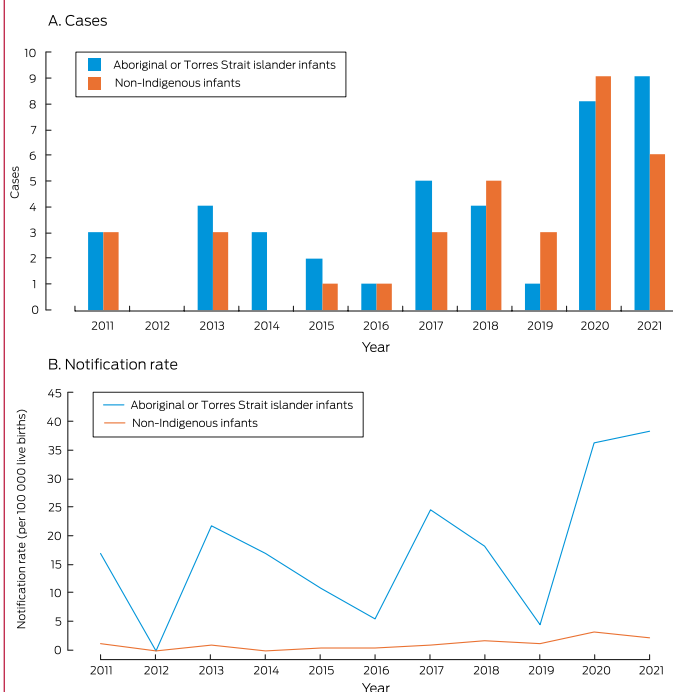 A. Cases
10
Aboriginal or Torres Strait islander infants
9
Non-Indigenous infants
8
7
6
5
4
3
2
1
0
Cases
2011 2012 2013 2014 2015 2016 2017 2018 2019 2020 2021
Year
B. Notification rate
45
Aboriginal or Torres Strait islander infants
40
Non-Indigenous infants
35
30
25
20
15
10
5
0
Notification rate (per 100 000 live births)
2011 2012 2013 2014 2015 2016 2017 2018 2019 2020 2021
Year